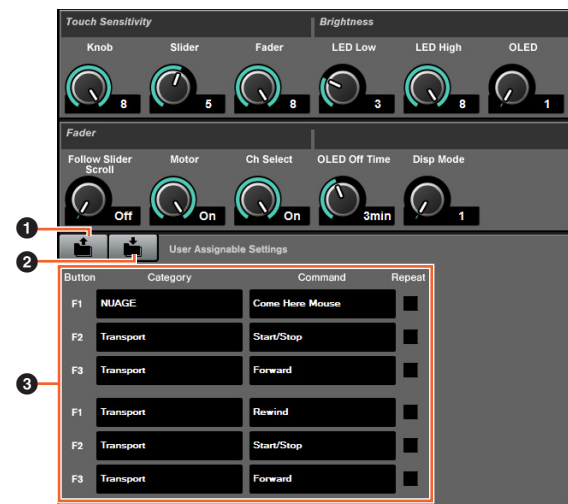 Touch Sensitivity Brightness
Knob Slider Fader LED Low LED High OLED
8 5 8 3 8 1
Fader
Follow Slider Scroll Motor Ch Select OLED Off Time Disp Mode
Off On On 3min 1
1
2
User Assignable Settings
Button Category Command Repeat
F1 NUAGE Come Here Mouse
F2 Transport Start/Stop
F3 Transport Forward
3
F1 Transport Rewind
F2 Transport Start/Stop
F3 Transport Forward